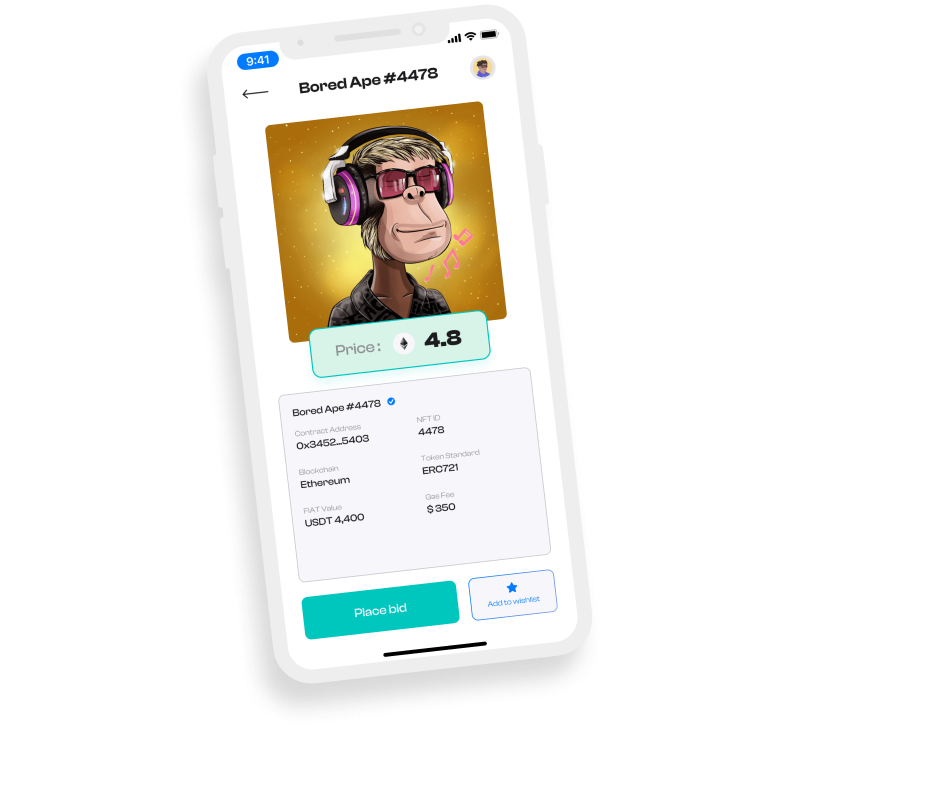 9:41
Bored Ape #4478
Price :
4.8
Bored Ape #4478
Contract Address
NFT ID
0x3452...5403
4478
Blockchain
Token Standard
Ethereum
ERC721
FIAT Value
Gas Fee
USDT 4,400
$ 350
Place bid
Add to wishlist